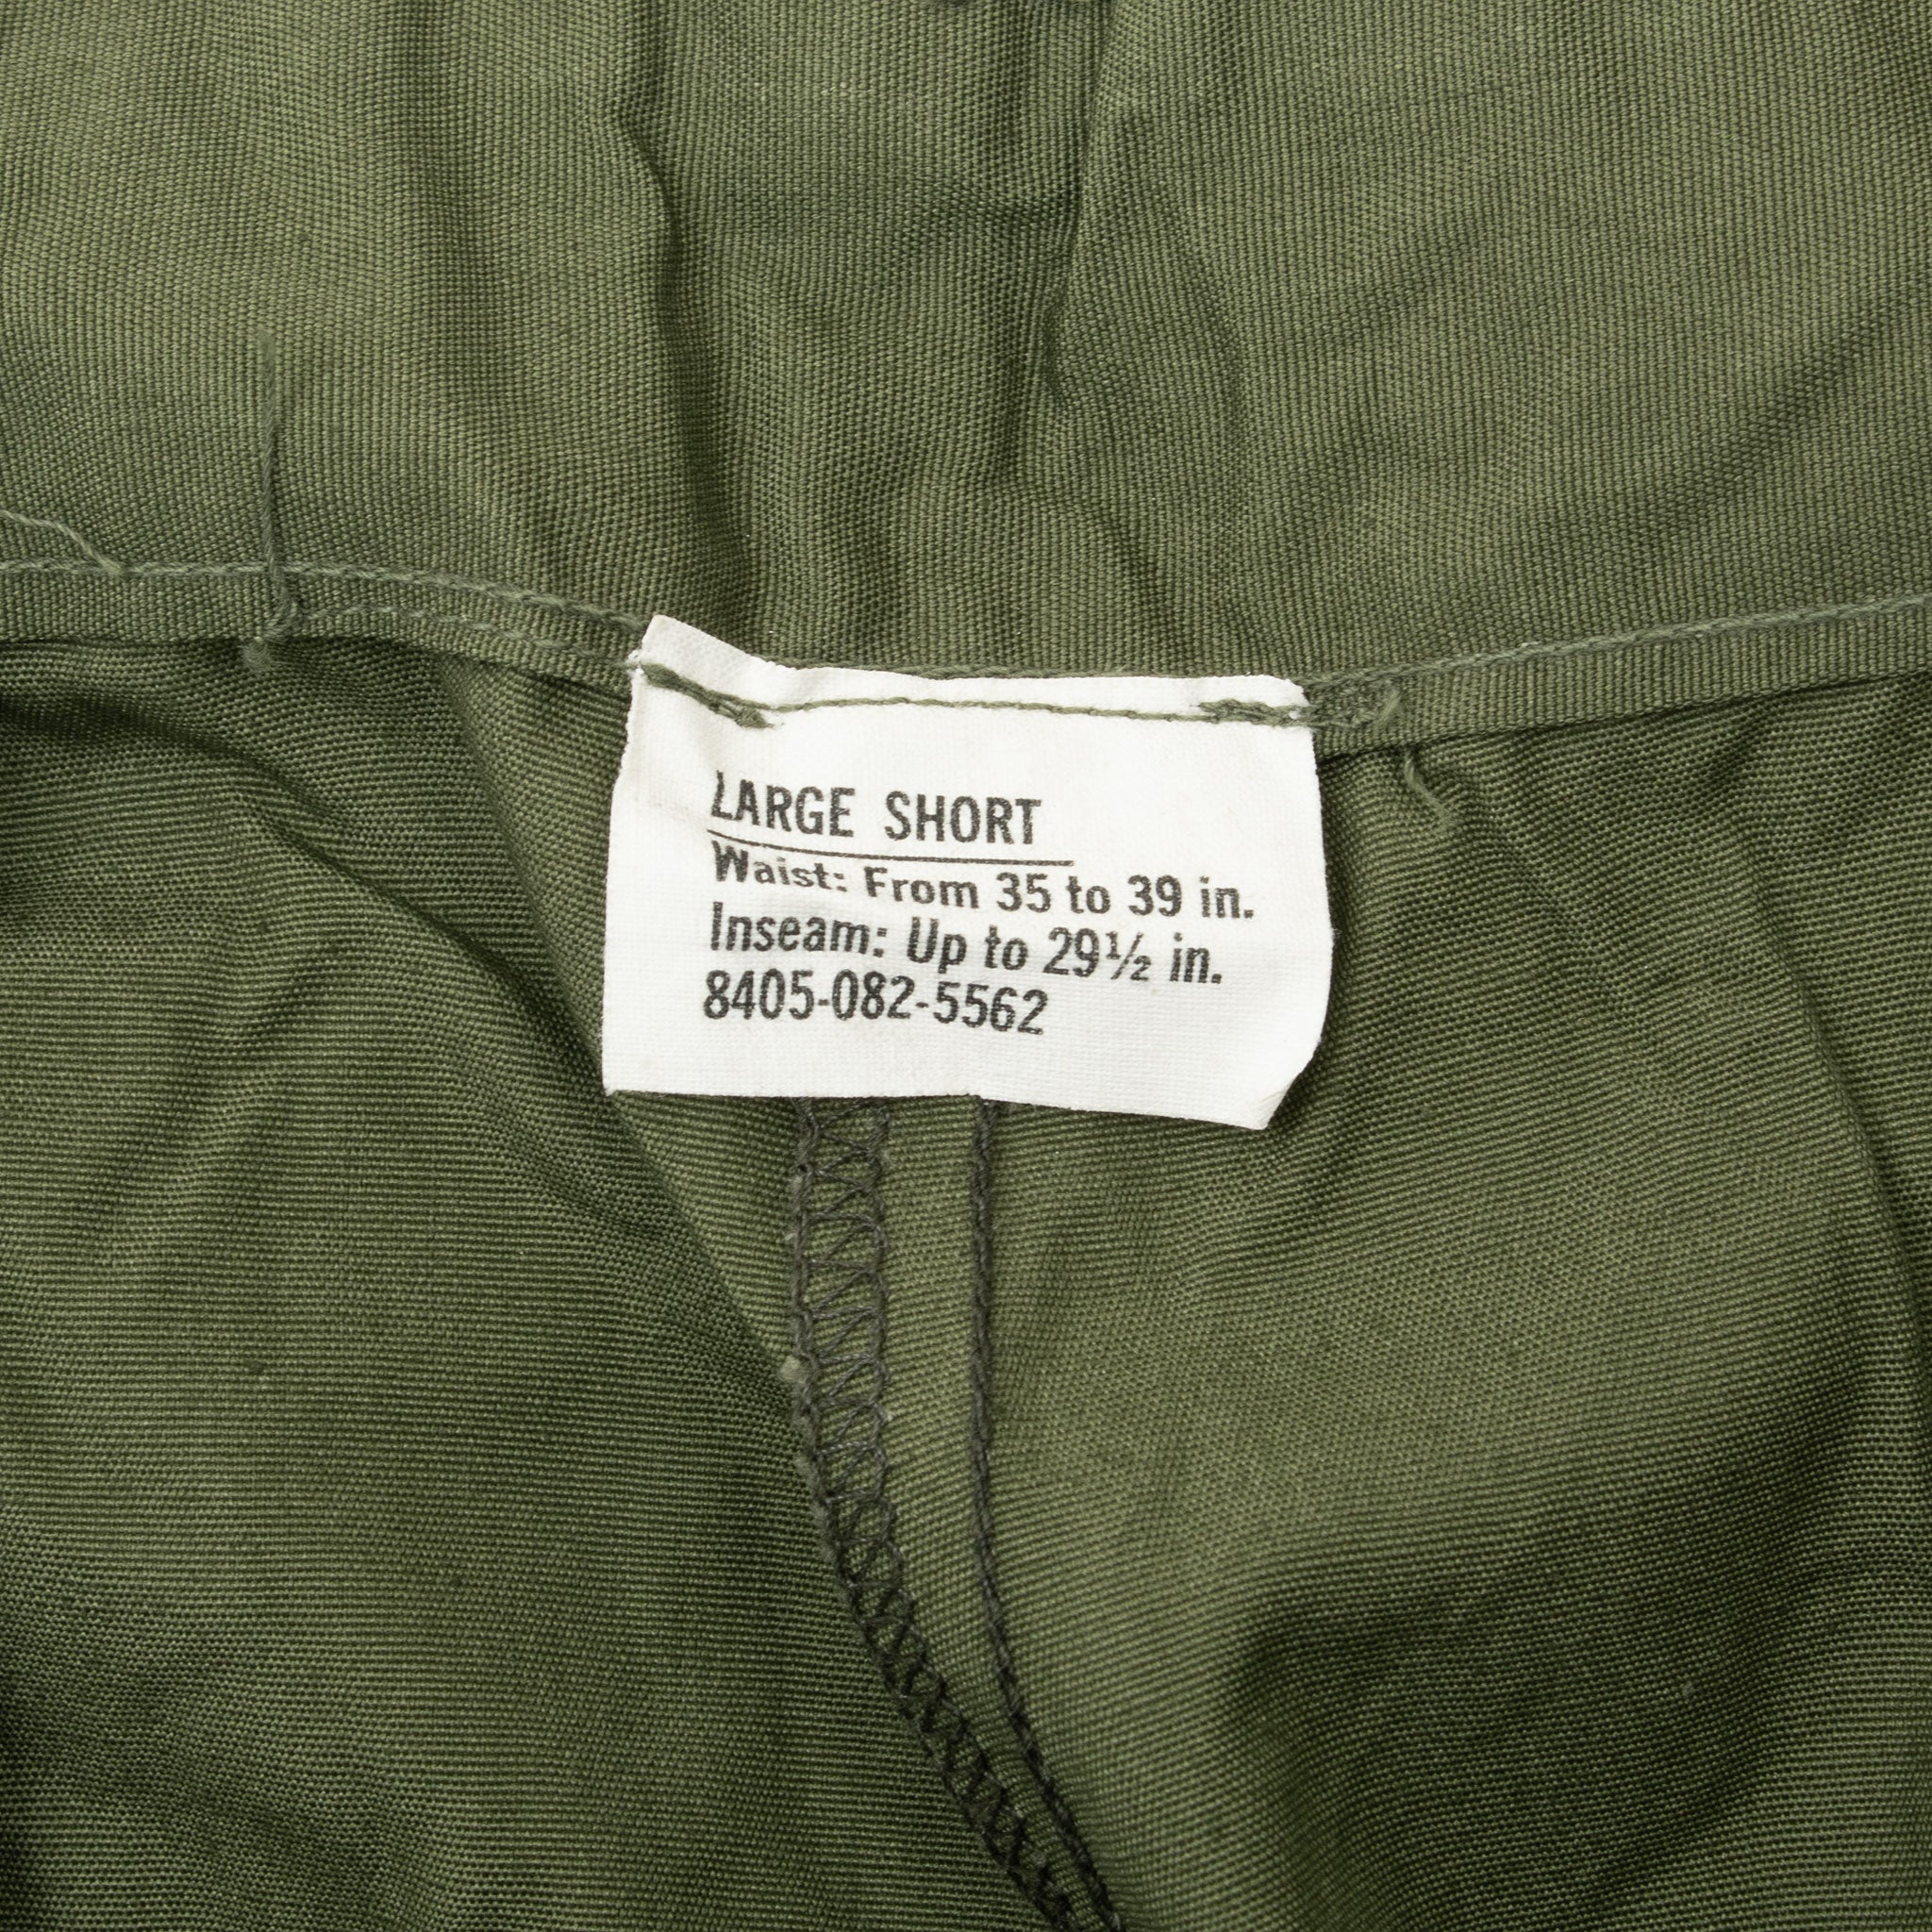 LARGE SHORT
Waist: From 35 to 39 in.
Inseam: Up to 29½ in.
8405-082-5562